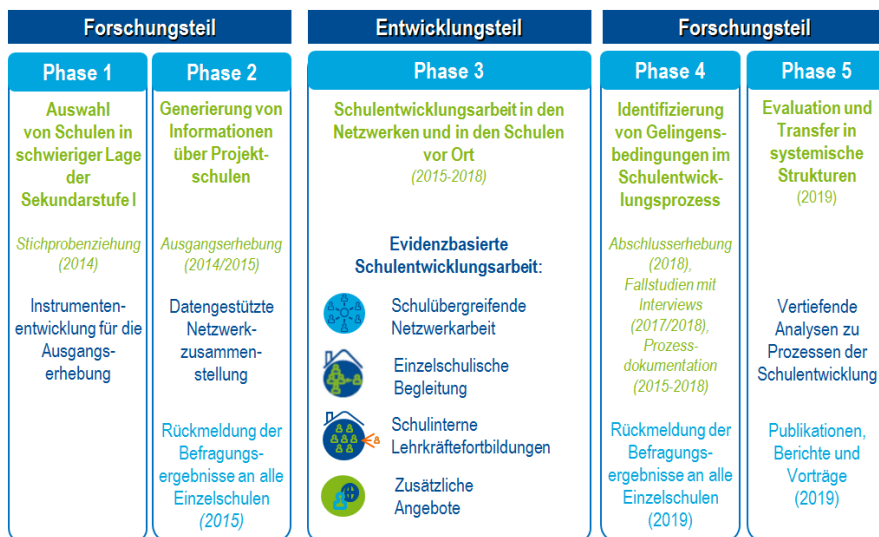 Forschungsteil
Phase 1
Auswahl
von Schulen in
schwieriger Lage
der
Sekundarstufe I
Stichprobenziehung
(2014)
Instrumenten-
entwicklung für die
Ausgangs-
erhebung
Phase 2
Generierung von
Informationen
über Projekt-
schulen
Ausgangserhebung
(2014/2015)
Datengestützte
Netzwerk-
zusammen-
stellung
Rückmeldung der
Befragungs-
ergebnisse an alle
Einzelschulen
(2015)
Entwicklungsteil
Phase 3
Schulentwicklungsarbeit in den
Netzwerken und in den Schulen
vor Ort
(2015-2018)
Evidenzbasierte
Schulentwicklungsarbeit:
Schulübergreifende
Netzwerkarbeit
Einzelschulische
Begleitung
Schulinterne
Lehrkräftefortbildungen
Zusätzliche
Angebote
Forschungsteil
Phase 4
Identifizierung
von Gelingens-
bedingungen im
Schulentwick-
lungsprozess
Abschlusserhebung
(2018),
Fallstudien mit
Interviews
(2017/2018),
Prozess-
dokumentation
(2015-2018)
Rückmeldung der
Befragungs-
ergebnisse an alle
Einzelschulen
(2019)
Phase 5
Evaluation und
Transfer in
systemische
Strukturen
(2019)
Vertiefende
Analysen zu
Prozessen der
Schulentwicklung
Publikationen,
Berichte und
Vorträge
(2019)